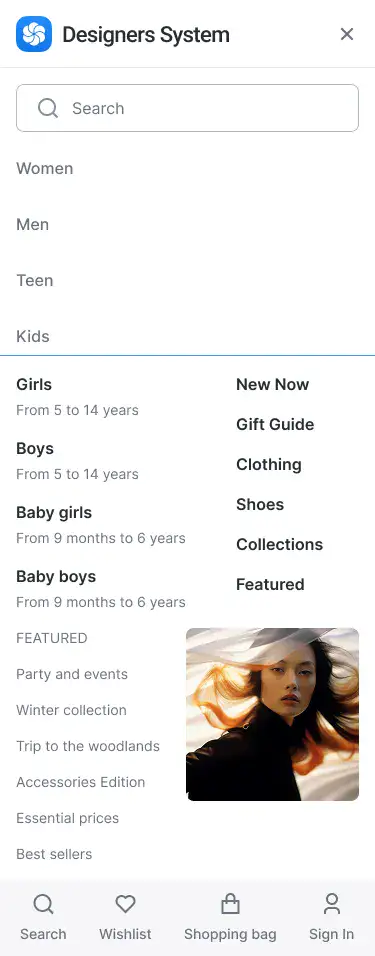 Designers System
Search
Women
Men
Teen
Kids
Girls
From 5 to 14 years
Boys
From 5 to 14 years
Baby girls
From 9 months to 6 years
Baby boys
From 9 months to 6 years
New Now
Gift Guide
Clothing
Shoes
Collections
Featured
FEATURED
Party and events
Winter collection
Trip to the woodlands
Accessories Edition
Essential prices
Best sellers
Search
Wishlist
Shopping bag
Sign In